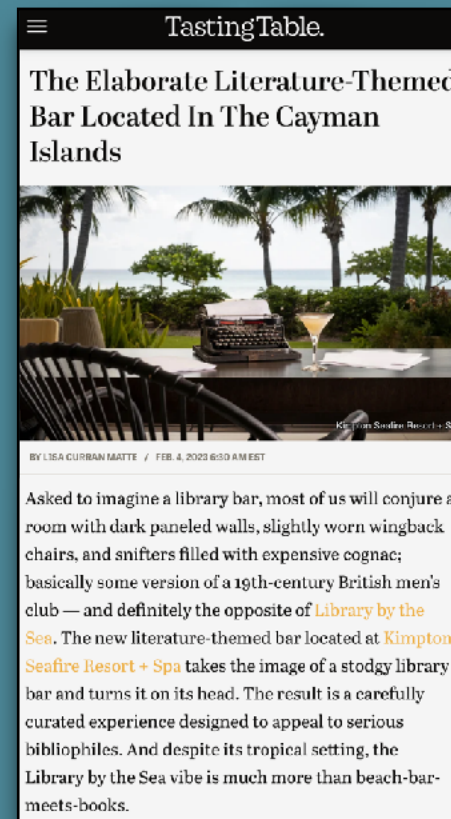 TastingTable.
The Elaborate Literature-Themed
Bar Located In The Cayman
Islands
Kimpton Seafire Resort + S
BY LISA CURRAN MATTE / FEB. 4, 2023 6:30 AM EST
Asked to imagine a library bar, most of us will conjure a
room with dark paneled walls, slightly worn wingback
chairs, and snifters filled with expensive cognac;
basically some version of a 19th-century British men's
club — and definitely the opposite of Library by the
Sea. The new literature-themed bar located at Kimpton
Seafire Resort + Spa takes the image of a stodgy library
bar and turns it on its head. The result is a carefully
curated experience designed to appeal to serious
bibliophiles. And despite its tropical setting, the
Library by the Sea vibe is much more than beach-bar-
meets-books.